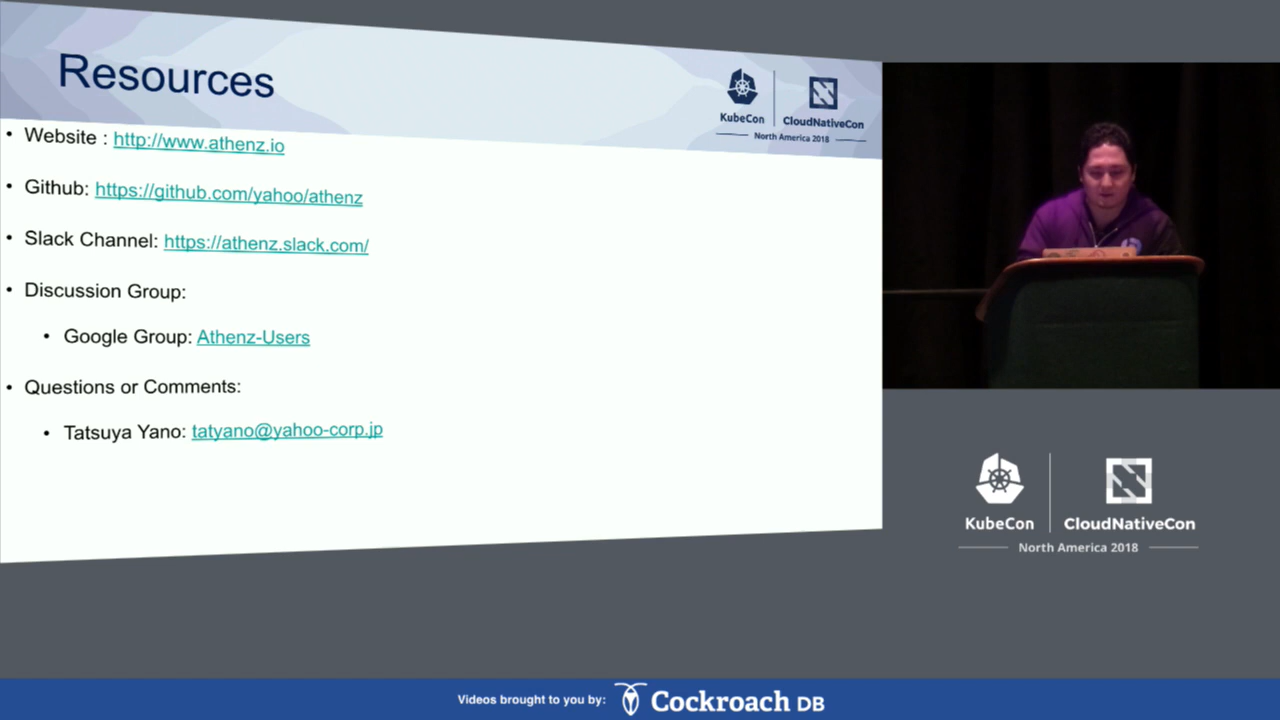 Resources
KubeCon
CloudNativeCon
North America 2018
• Website : http://www.athenz.io
• Github: https://github.com/yahoo/athenz
• Slack Channel: https://athenz.slack.com/
• Discussion Group:
• Google Group: Athenz-Users
• Questions or Comments:
• Tatsuya Yano: tatyano@yahoo-corp.jp
KubeCon
CloudNativeCon
North America 2018
Videos brought to you by: Cockroach DB